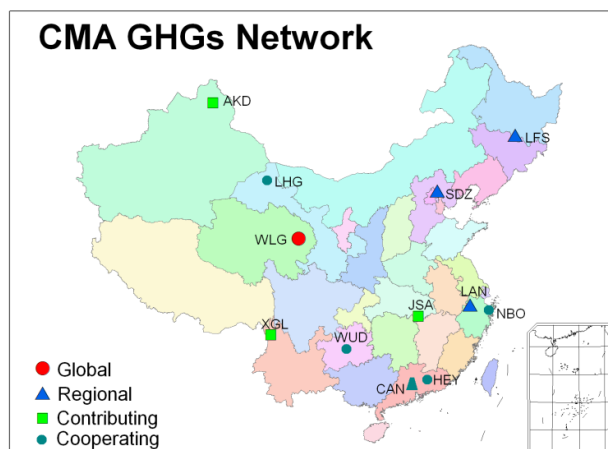 CMA GHGs Network
AKD
LFS
LHG
SDZ
WLG
LAN
JSA
NBO
XGL
WUD
CAN
HEY
Global
Regional
Contributing
Cooperating